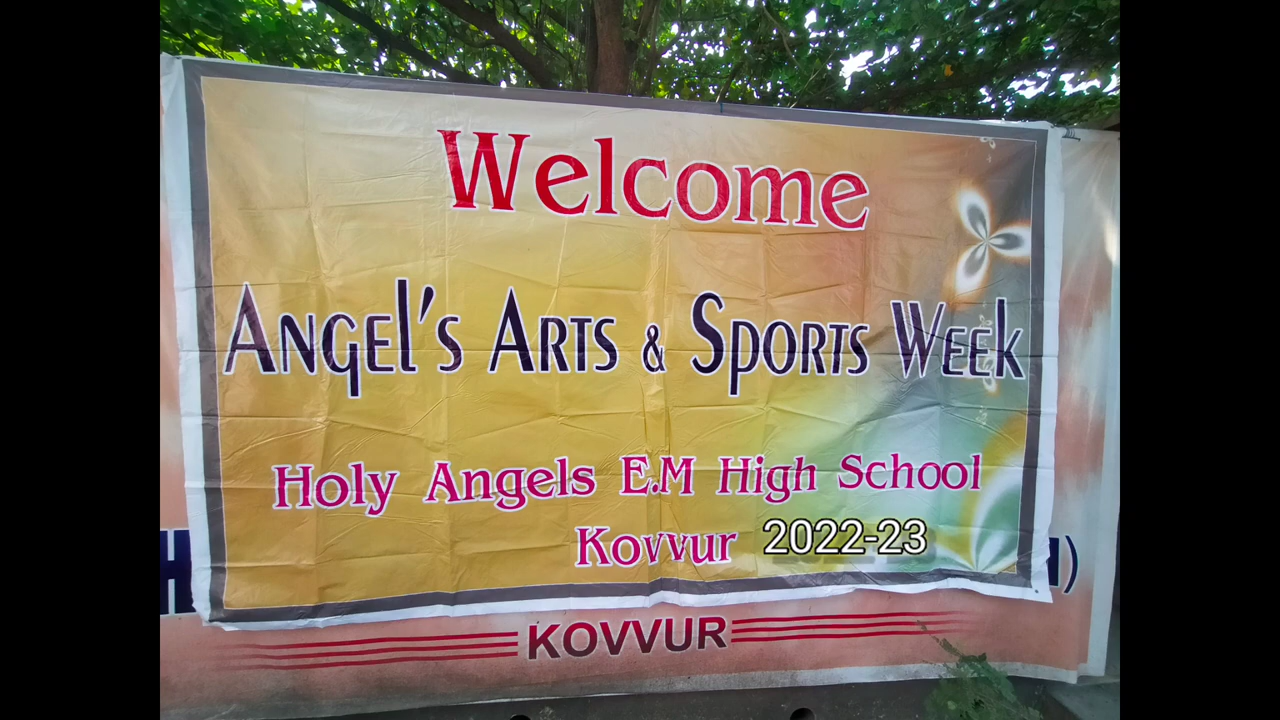 Welcome
Angel's Arts & Sports Week
Holy Angels E.M High School
Kovvur 2022-23
KOVVUR